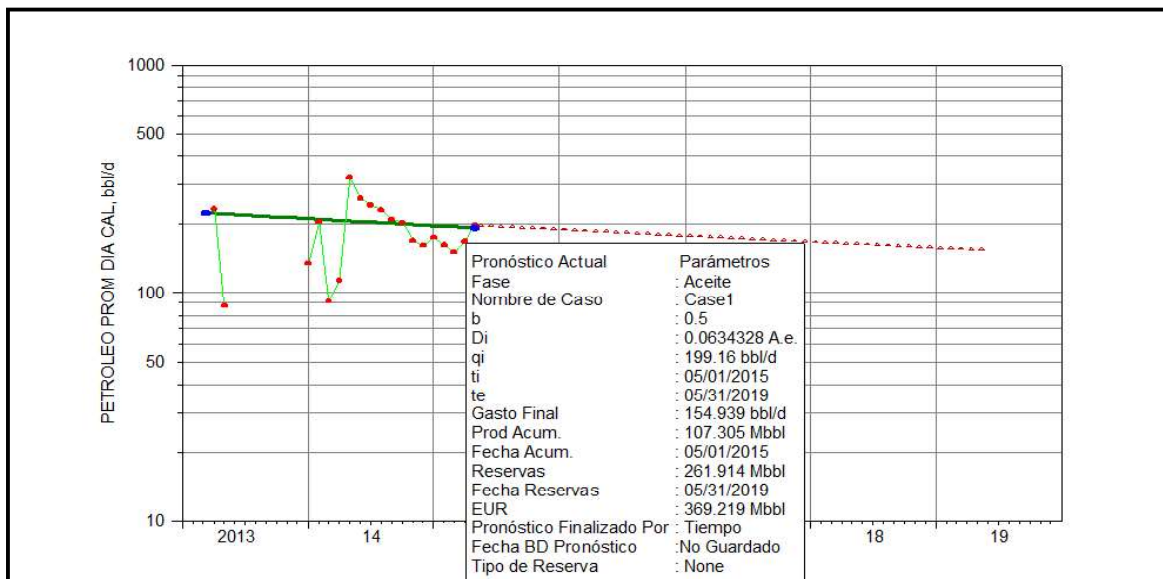 1000
500
100
50
10
PETROLEO PROM DIA CAL, bbl/d
2013 14 18 19
Pronóstico Actual Parámetros
Fase : Aceite
Nombre de Caso : Case1
b : 0.5
Di : 0.0634328 A.e.
qi : 199.16 bbl/d
ti : 05/01/2015
te : 05/31/2019
Gasto Final : 154.939 bbl/d
Prod Acum. : 107.305 Mbbl
Fecha Acum. : 05/01/2015
Reservas : 261.914 Mbbl
Fecha Reservas : 05/31/2019
EUR : 369.219 Mbbl
Pronóstico Finalizado Por : Tiempo
Fecha BD Pronóstico :No Guardado
Tipo de Reserva : None